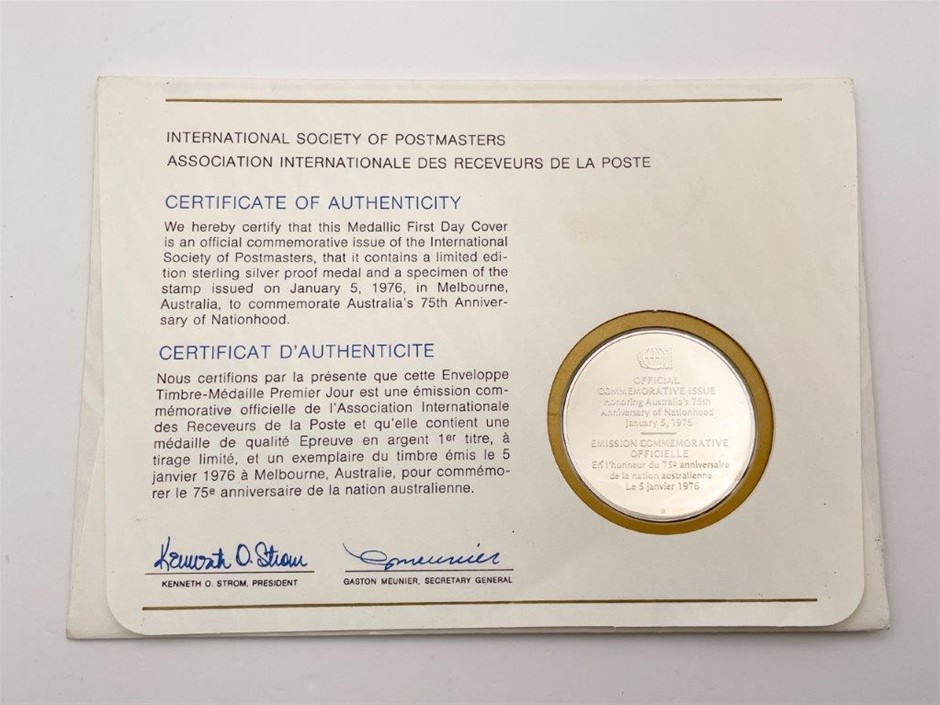 INTERNATIONAL SOCIETY OF POSTMASTERS
ASSOCIATION INTERNATIONALE DES RECEVEURS DE LA POSTE
CERTIFICATE OF AUTHENTICITY
We hereby certify that this Medallic First Day Cover
is an official commemorative issue of the International
Society of Postmasters, that it contains a limited edi-
tion sterling silver proof medal and a specimen of the
stamp issued on January 5, 1976, in Melbourne,
Australia, to commemorate Australia's 75th Anniver-
sary of Nationhood.
CERTIFICAT D'AUTHENTICITE
Nous certifions par la présente que cette Enveloppe
Timbre-Médaille Premier Jour est une émission com-
mémorative officielle de l'Association Internationale
des Receveurs de la Poste et qu'elle contient une
médaille de qualité Epreuve en argent 1er titre, à
tirage limité, et un exemplaire du timbre émis le 5
janvier 1976 à Melbourne, Australie, pour commémo-
rer le 75e anniversaire de la nation australienne.
Kenneth O. Strom
KENNETH O. STROM, PRESIDENT
GMeunier
GASTON MEUNIER, SECRETARY GENERAL
OFFICIAL
COMMEMORATIVE ISSUE
honoring Australia's 75th
Anniversary of Nationhood
January 5, 1976
EMISSION COMMEMORATIVE
OFFICIELLE
En l'honneur du 75e anniversaire
de la nation australienne
Le 5 janvier 1976